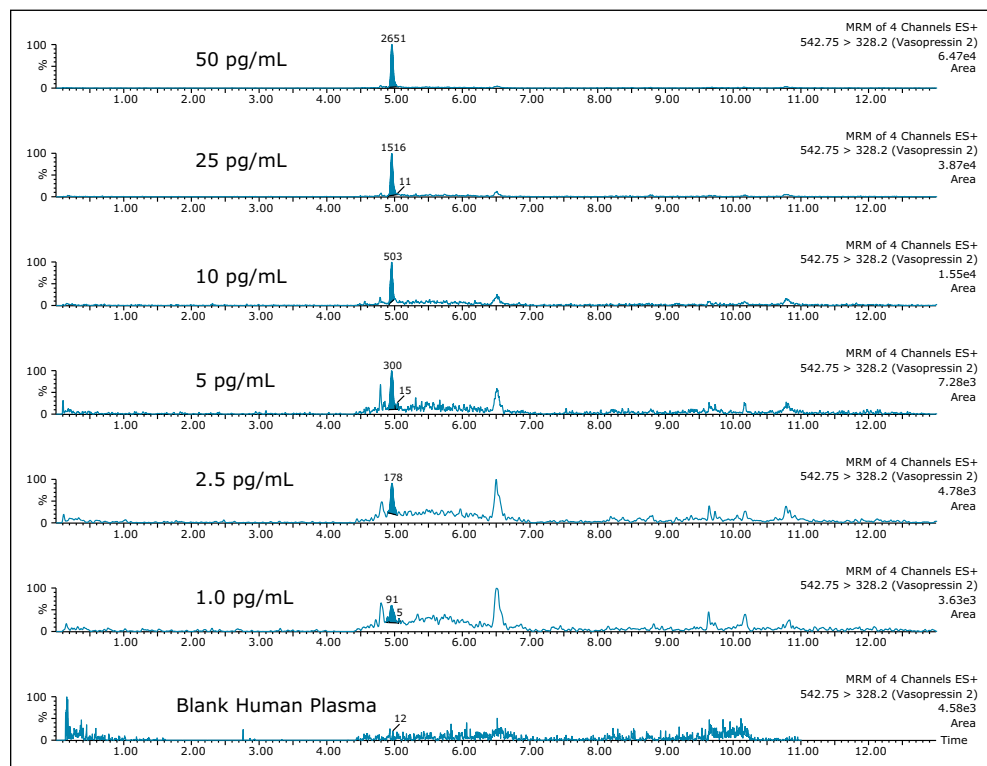 MRM of 4 Channels ES+
542.75 > 328.2 (Vasopressin 2)
6.47e4
Area
50 pg/mL
2651
100
%
0
1.00 2.00 3.00 4.00 5.00 6.00 7.00 8.00 9.00 10.00 11.00 12.00
MRM of 4 Channels ES+
542.75 > 328.2 (Vasopressin 2)
3.87e4
Area
25 pg/mL
1516
11
100
%
0
1.00 2.00 3.00 4.00 5.00 6.00 7.00 8.00 9.00 10.00 11.00 12.00
MRM of 4 Channels ES+
542.75 > 328.2 (Vasopressin 2)
1.55e4
Area
10 pg/mL
503
100
%
0
1.00 2.00 3.00 4.00 5.00 6.00 7.00 8.00 9.00 10.00 11.00 12.00
MRM of 4 Channels ES+
542.75 > 328.2 (Vasopressin 2)
7.28e3
Area
5 pg/mL
300
15
100
%
0
1.00 2.00 3.00 4.00 5.00 6.00 7.00 8.00 9.00 10.00 11.00 12.00
MRM of 4 Channels ES+
542.75 > 328.2 (Vasopressin 2)
4.78e3
Area
2.5 pg/mL
178
100
%
0
1.00 2.00 3.00 4.00 5.00 6.00 7.00 8.00 9.00 10.00 11.00 12.00
MRM of 4 Channels ES+
542.75 > 328.2 (Vasopressin 2)
3.63e3
Area
1.0 pg/mL
91
5
100
%
0
1.00 2.00 3.00 4.00 5.00 6.00 7.00 8.00 9.00 10.00 11.00 12.00
MRM of 4 Channels ES+
542.75 > 328.2 (Vasopressin 2)
4.58e3
Area
Blank Human Plasma
12
100
%
0
Time
1.00 2.00 3.00 4.00 5.00 6.00 7.00 8.00 9.00 10.00 11.00 12.00